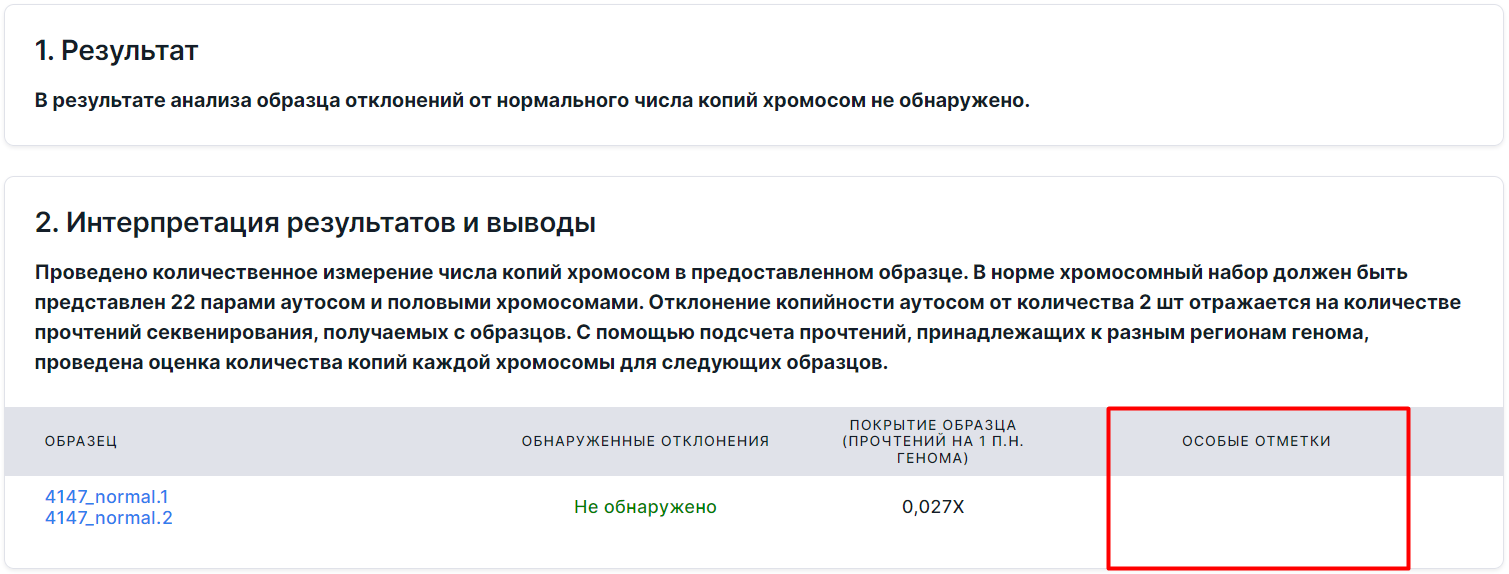 1. Результат
В результате анализа образца отклонений от нормального числа копий хромосом не обнаружено.
2. Интерпретация результатов и выводы
Проведено количественное измерение числа копий хромосом в предоставленном образце. В норме хромосомный набор должен быть
представлен 22 парами аутосом и половыми хромосомами. Отклонение копийности аутосом от количества 2 шт отражается на количестве
прочтений секвенирования, получаемых с образцов. С помощью подсчета прочтений, принадлежащих к разным регионам генома,
проведена оценка количества копий каждой хромосомы для следующих образцов.
ОБРАЗЕЦ
ОБНАРУЖЕННЫЕ ОТКЛОНЕНИЯ
ПОКРЫТИЕ ОБРАЗЦА
(ПРОЧТЕНИЙ НА 1 П.Н.
ГЕНОМА)
ОСОБЫЕ ОТМЕТКИ
4147_normal.1
4147_normal.2
Не обнаружено
0,027X